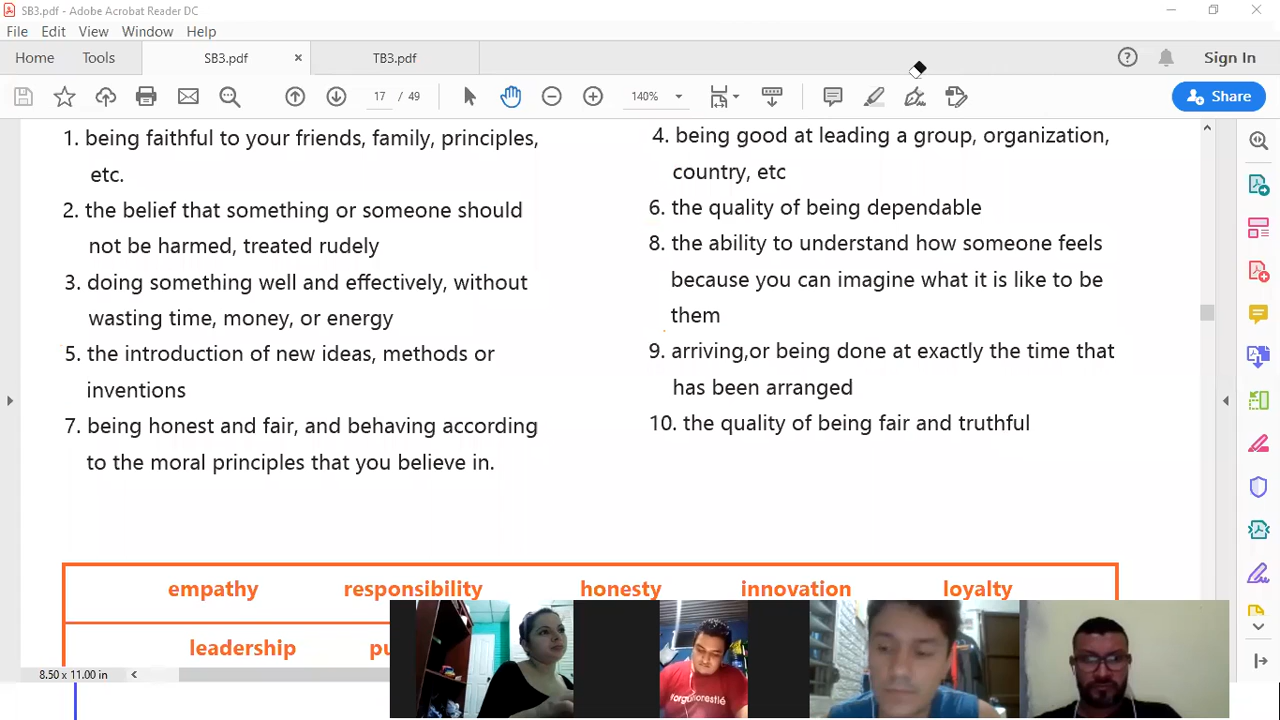 SB3.pdf - Adobe Acrobat Reader DC
File Edit View Window Help
Home Tools SB3.pdf × TB3.pdf Sign In
17 / 49 140% Share
1. being faithful to your friends, family, principles,
etc.
2. the belief that something or someone should
not be harmed, treated rudely
3. doing something well and effectively, without
wasting time, money, or energy
5. the introduction of new ideas, methods or
inventions
7. being honest and fair, and behaving according
to the moral principles that you believe in.
4. being good at leading a group, organization,
country, etc
6. the quality of being dependable
8. the ability to understand how someone feels
because you can imagine what it is like to be
them
9. arriving,or being done at exactly the time that
has been arranged
10. the quality of being fair and truthful
empathy responsibility honesty innovation loyalty
leadership pu
8.50 x 11.00 in